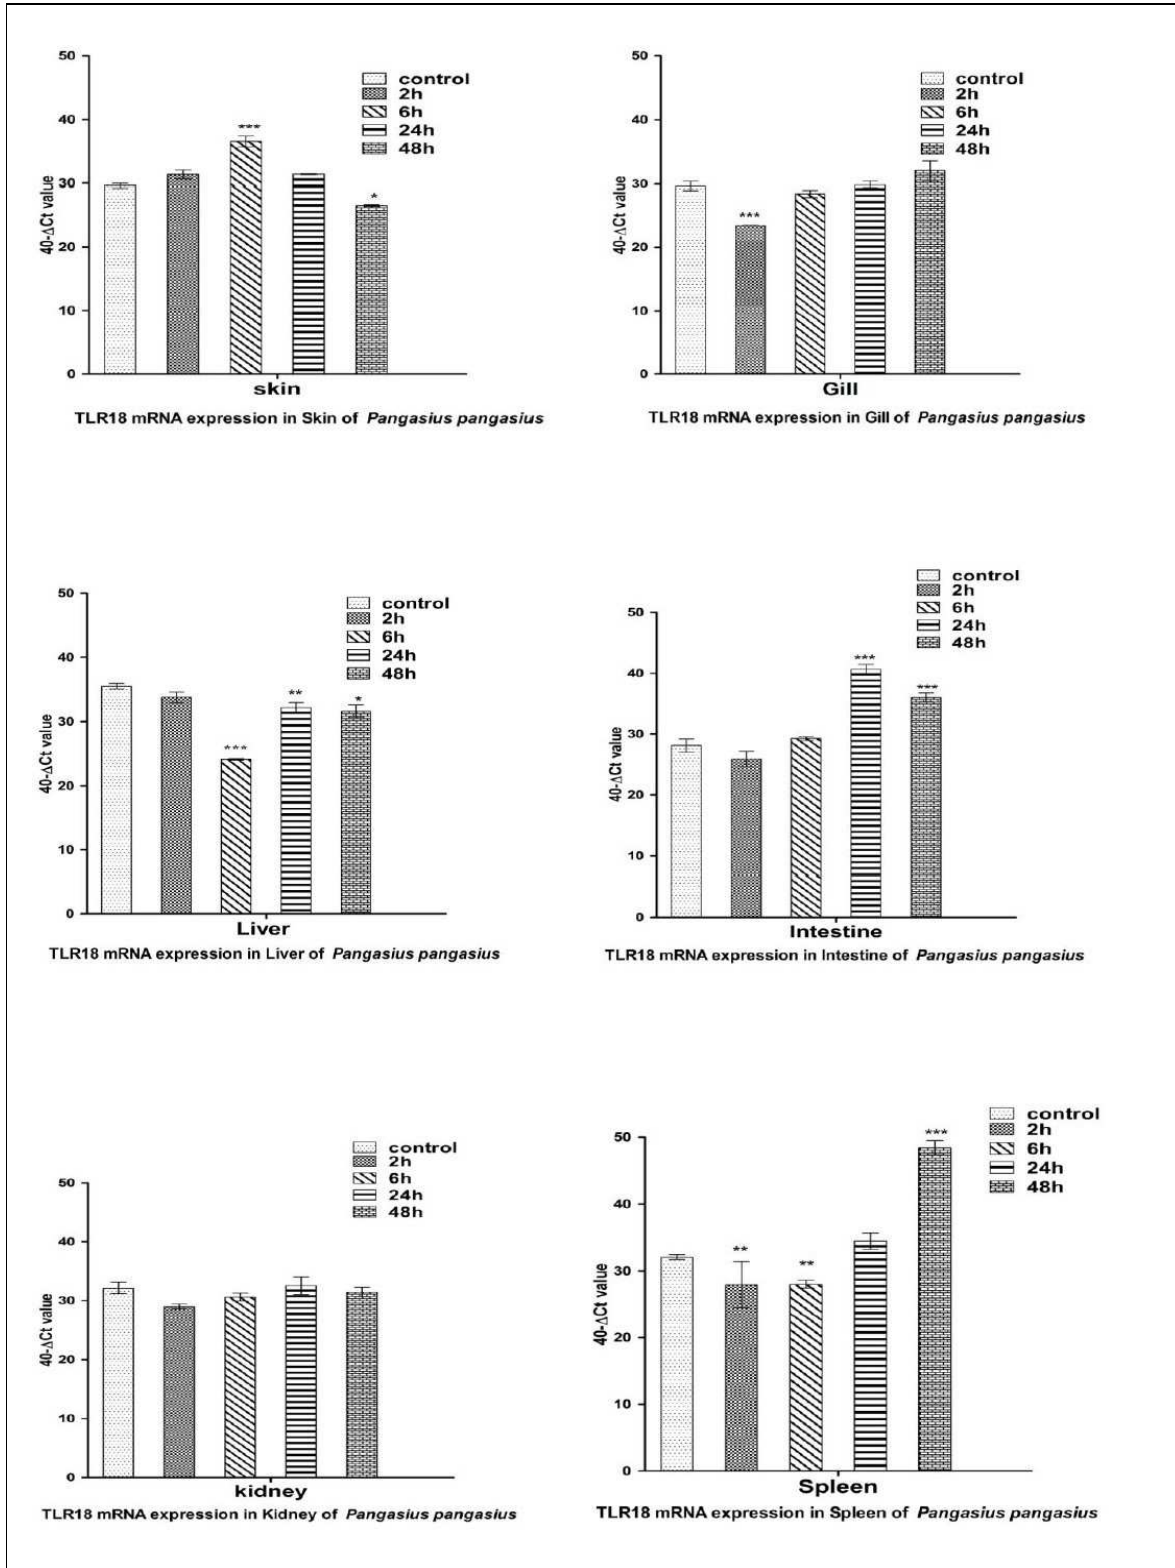 50
40
30
20
10
0
40-ΔCt value
control
2h
6h
24h
48h
***
*
skin
TLR18 mRNA expression in Skin of Pangasius pangasius
50
40
30
20
10
0
40-ΔCt value
control
2h
6h
24h
48h
***
Gill
TLR18 mRNA expression in Gill of Pangasius pangasius
50
40
30
20
10
0
40-ΔCt value
control
2h
6h
24h
48h
***
**
*
Liver
TLR18 mRNA expression in Liver of Pangasius pangasius
50
40
30
20
10
0
40-ΔCt value
control
2h
6h
24h
48h
***
***
Intestine
TLR18 mRNA expression in Intestine of Pangasius pangasius
50
40
30
20
10
0
40-ΔCt value
control
2h
6h
24h
48h
kidney
TLR18 mRNA expression in Kidney of Pangasius pangasius
50
40
30
20
10
0
40-ΔCt value
control
2h
6h
24h
48h
**
**
***
Spleen
TLR18 mRNA expression in Spleen of Pangasius pangasius